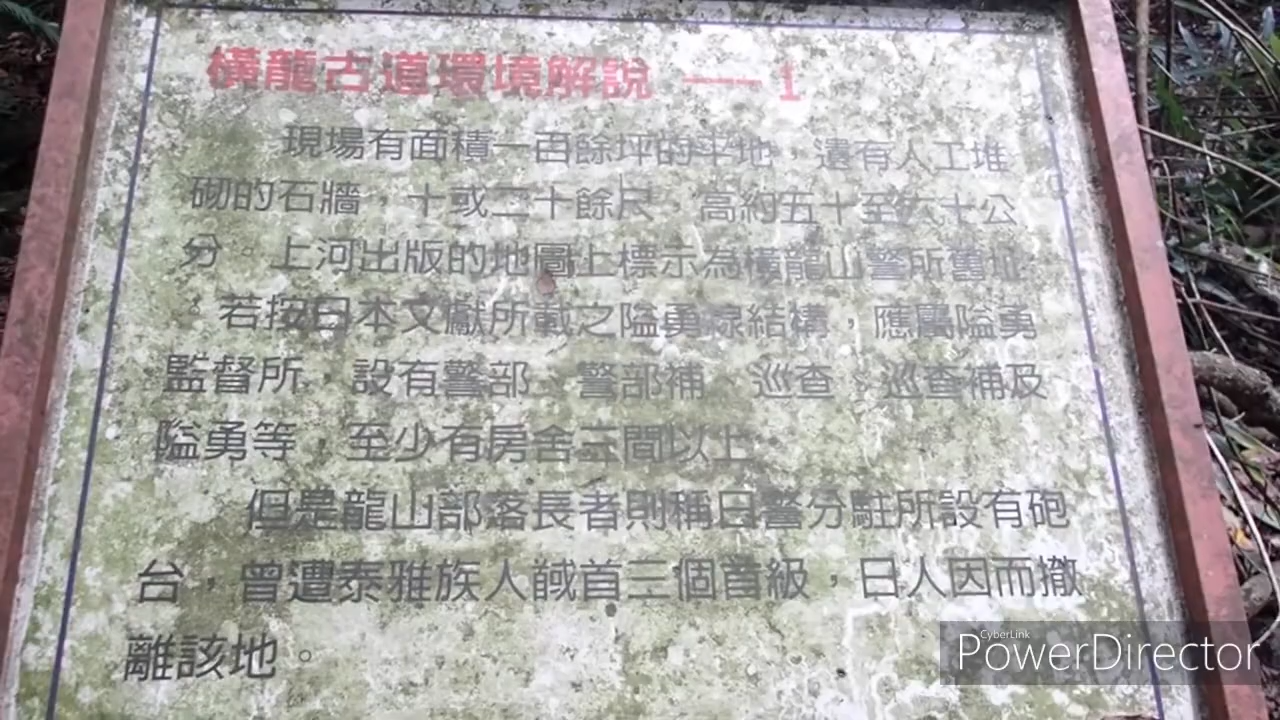 橫龍古道環境解說 —— 1
現場有面積一百餘坪的平地，遺有人工堆
砌的石牆，十或二十餘尺，高約五十至六十公
分。上河出版的地圖上標示為橫龍山警所舊址
。若按日本文獻所載之隘勇線結構，應屬隘勇
監督所，設有警部、警部補、巡查、巡查補及
隘勇等，至少有房舍三間以上。
但是龍山部落長者則稱日警分駐所設有砲
台，曾遭泰雅族人馘首三個首級，日人因而撤
離該地。
CyberLink
PowerDirector